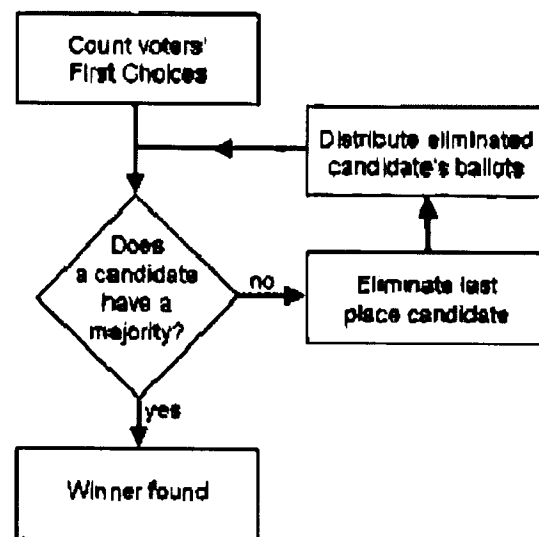 Count voters'
First Choices
Distribute eliminated
candidate's ballots
Does
a candidate
have a
majority?
no
Eliminate last
place candidate
yes
Winner found